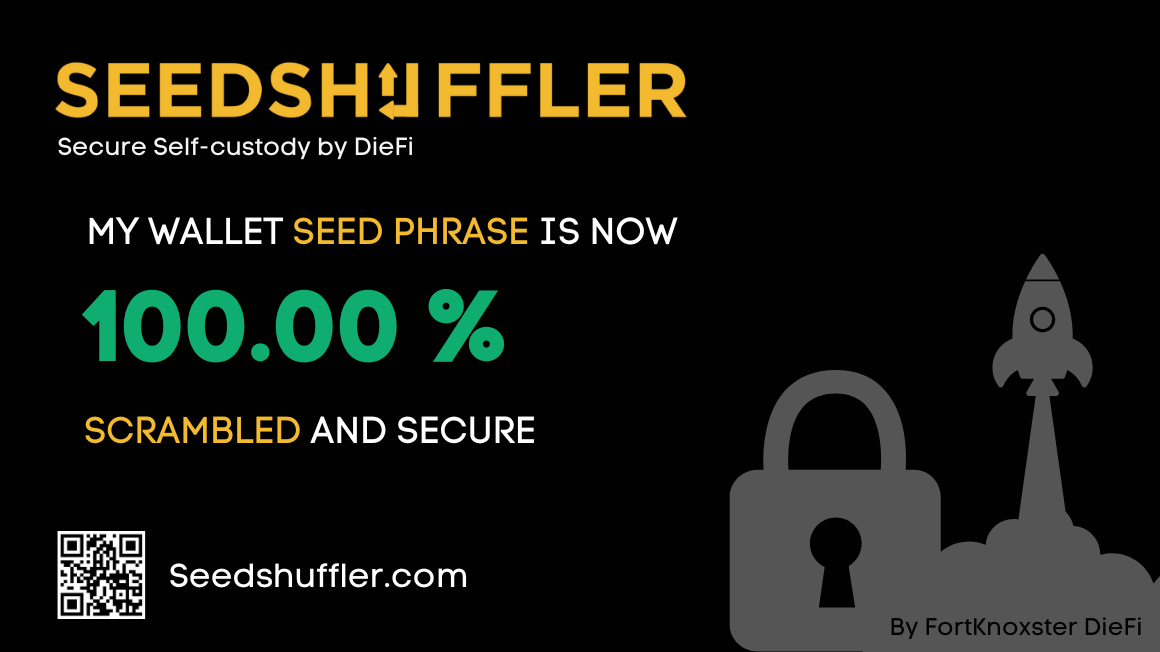 SEEDSHUFFLER
Secure Self-custody by DieFi
MY WALLET SEED PHRASE IS NOW
100.00 %
SCRAMBLED AND SECURE
Seedshuffler.com
By FortKnoxster DieFi